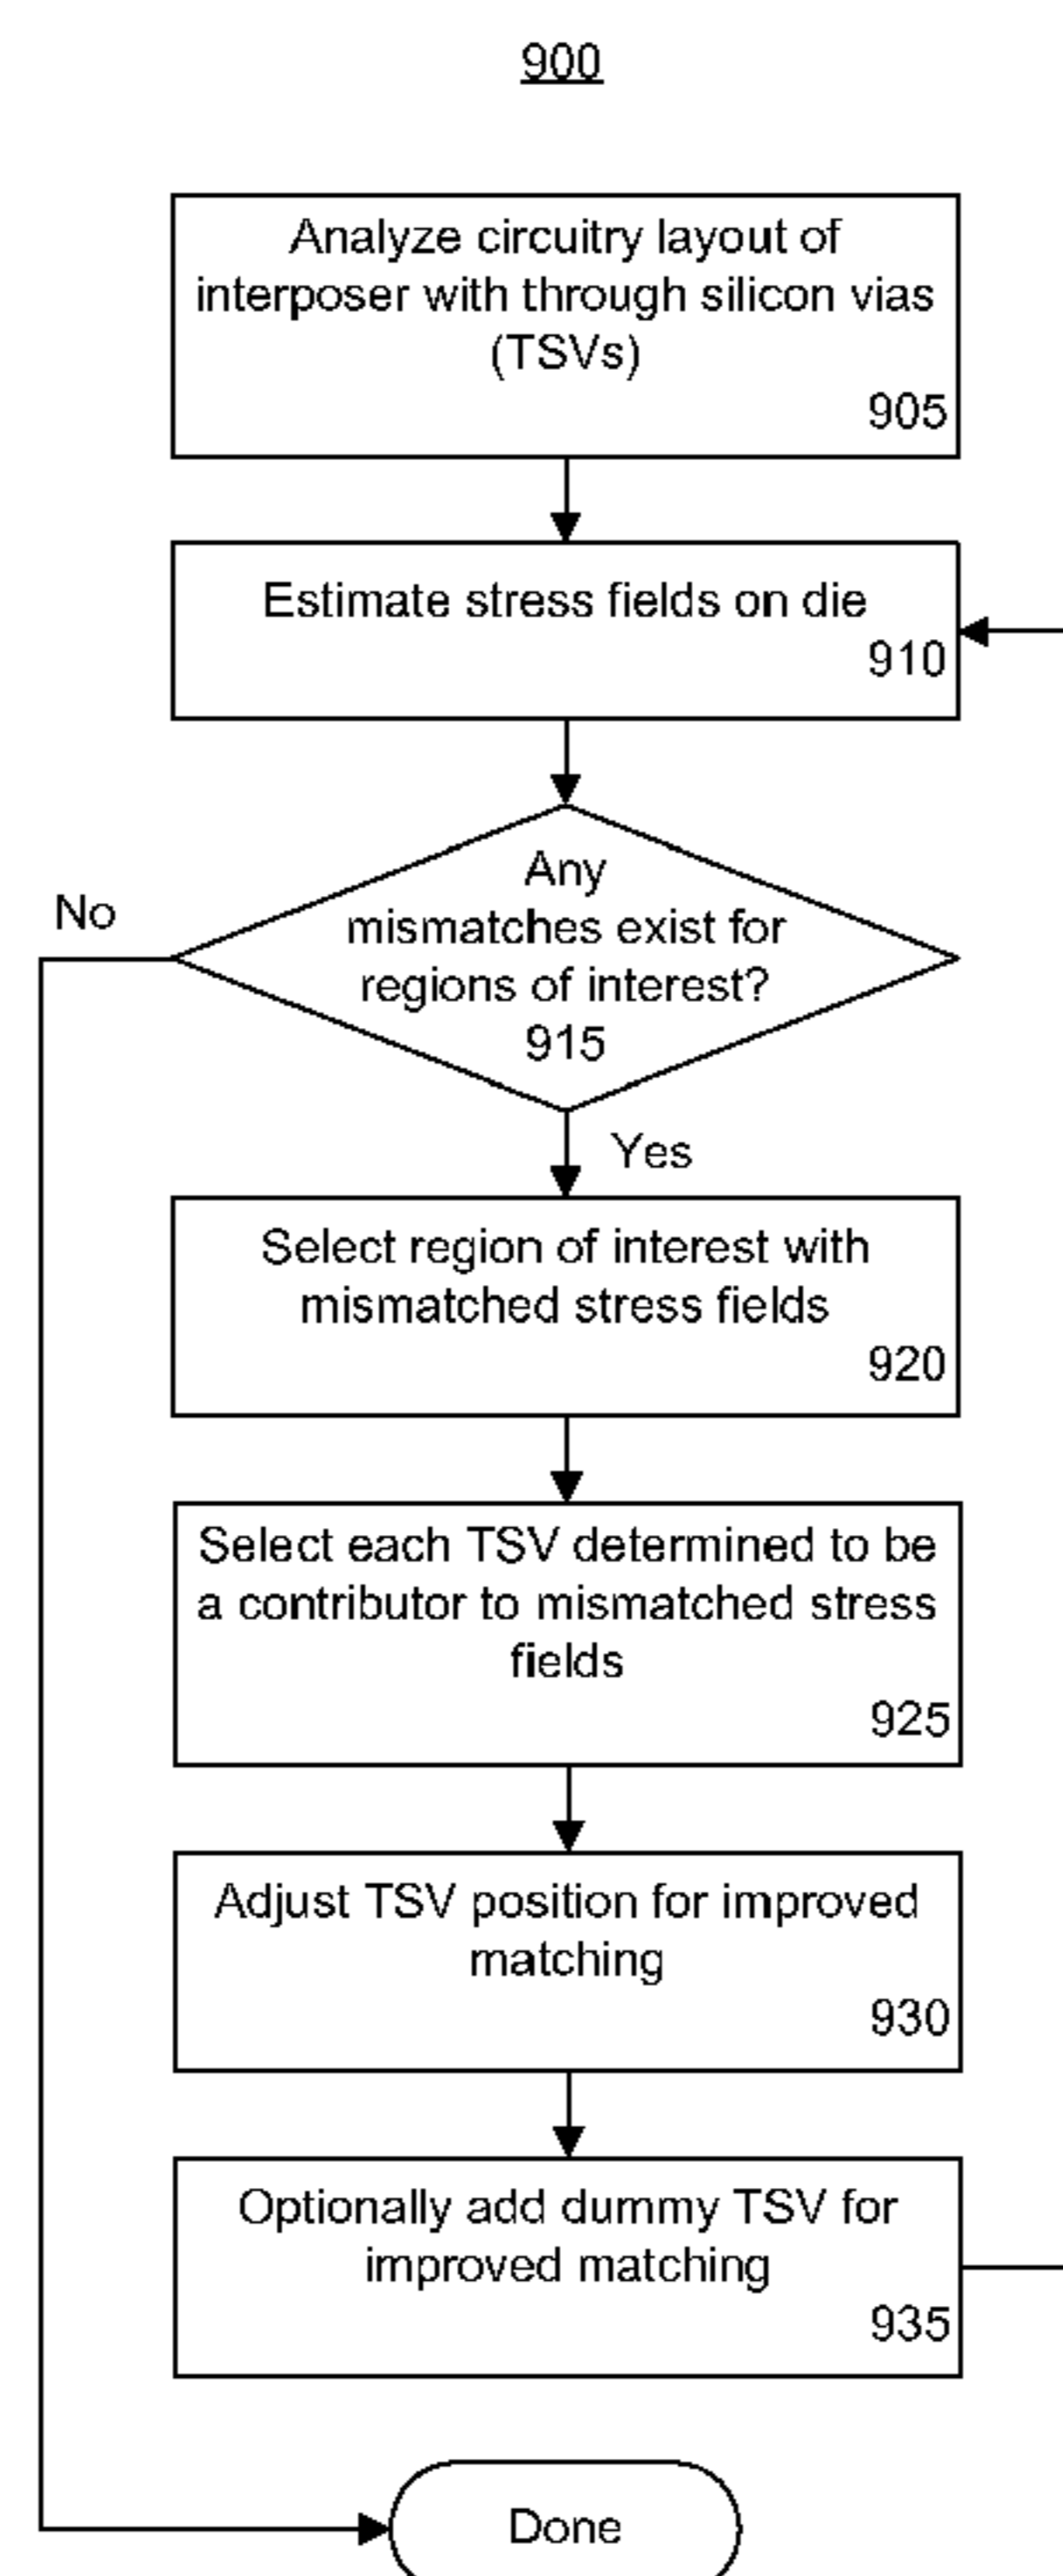 900
Analyze circuitry layout of
interposer with through silicon vias
(TSVs)
905
Estimate stress fields on die
910
Any
mismatches exist for
regions of interest?
915
No
Yes
Select region of interest with
mismatched stress fields
920
Select each TSV determined to be
a contributor to mismatched stress
fields
925
Adjust TSV position for improved
matching
930
Optionally add dummy TSV for
improved matching
935
Done